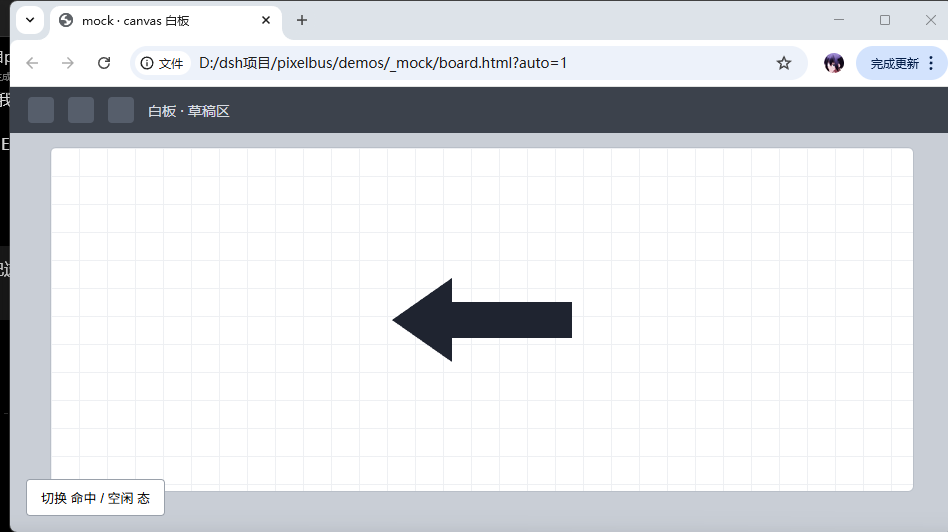 mock · canvas 白板
文件
D:/dsh项目/pixelbus/demos/_mock/board.html?auto=1
完成更新
白板 · 草稿区
切换 命中 / 空闲 态